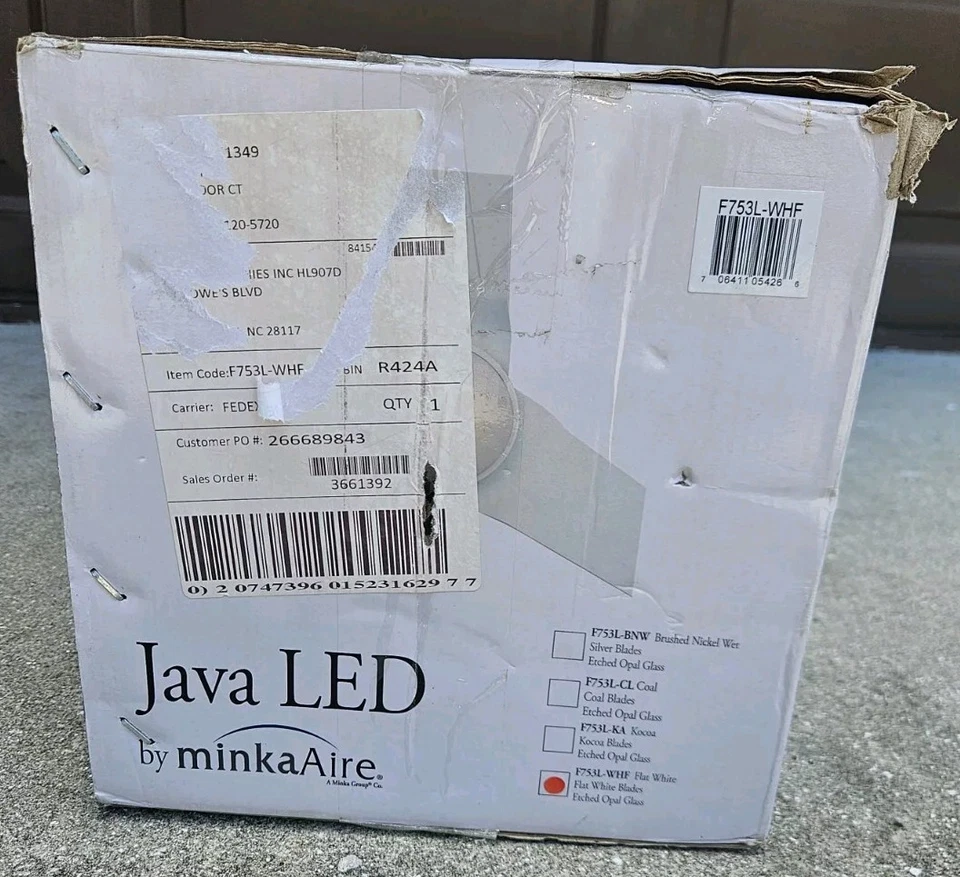 1349
OOR CT
20-5720
8415
IES INC HL907D
OWE'S BLVD
NC 28117
Item Code:F753L-WHF BIN R424A
Carrier: FEDEX QTY 1
Customer PO #: 266689843
Sales Order #:
3661392
0) 2 0747396 015231629 7 7
F753L-WHF
7 06411 05426 6
Java LED
by minkaAire®
A Minka Group® Co.
F753L-BNW Brushed Nickel Wet
Silver Blades
Etched Opal Glass
F753L-CL Coal
Coal Blades
Etched Opal Glass
F753L-KA Kocoa
Kocoa Blades
Etched Opal Glass
F753L-WHF Flat White
Flat White Blades
Etched Opal Glass